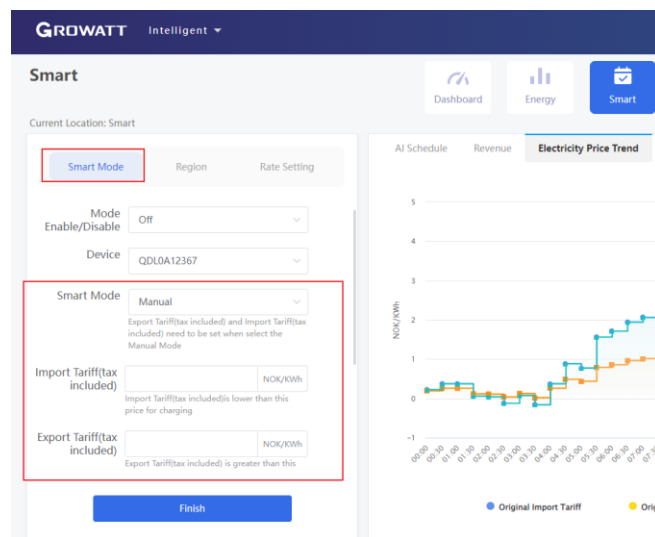 GROWATT Intelligent
Smart
Dashboard
Energy
Smart
Current Location: Smart
Smart Mode
Region
Rate Setting
Mode
Enable/Disable
Off
Device
QDL0A12367
Smart Mode
Manual
Export Tariff(tax included) and Import Tariff(tax
included) need to be set when select the
Manual Mode
Import Tariff(tax
included)
NOK/KWh
Import Tariff(tax included)is lower than this
price for charging
Export Tariff(tax
included)
NOK/KWh
Export Tariff(tax included) is greater than this
Finish
AI Schedule
Revenue
Electricity Price Trend
NOK/KWh
5
4
3
2
1
0
-1
00:00
00:30
01:00
01:30
02:00
02:30
03:00
03:30
04:00
04:30
05:00
05:30
06:00
06:30
07:00
Original Import Tariff